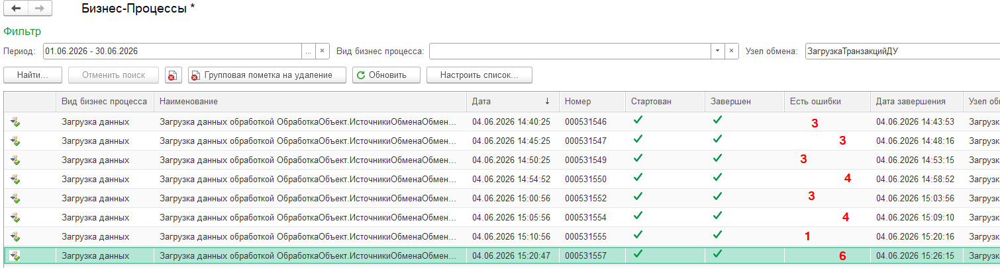 Бизнес-Процессы *
Фильтр
Период: 01.06.2026 - 30.06.2026 ... × Вид бизнес процесса: × Узел обмена: ЗагрузкаТранзакцийДУ
Найти... Отменить поиск Групповая пометка на удаление Обновить Настроить список...
Вид бизнес процесса Наименование Дата ↓ Номер Стартован Завершен Есть ошибки Дата завершения Узел об
Загрузка данных Загрузка данных обработкой ОбработкаОбъект.ИсточникиОбменаОбмен... 04.06.2026 14:40:25 000531546 3 04.06.2026 14:43:53 Загрузк
Загрузка данных Загрузка данных обработкой ОбработкаОбъект.ИсточникиОбменаОбмен... 04.06.2026 14:45:25 000531547 3 04.06.2026 14:48:16 Загрузк
Загрузка данных Загрузка данных обработкой ОбработкаОбъект.ИсточникиОбменаОбмен... 04.06.2026 14:50:25 000531549 3 04.06.2026 14:53:15 Загрузк
Загрузка данных Загрузка данных обработкой ОбработкаОбъект.ИсточникиОбменаОбмен... 04.06.2026 14:54:52 000531550 4 04.06.2026 14:58:52 Загрузк
Загрузка данных Загрузка данных обработкой ОбработкаОбъект.ИсточникиОбменаОбмен... 04.06.2026 15:00:56 000531552 3 04.06.2026 15:03:56 Загрузк
Загрузка данных Загрузка данных обработкой ОбработкаОбъект.ИсточникиОбменаОбмен... 04.06.2026 15:05:56 000531554 4 04.06.2026 15:09:10 Загрузк
Загрузка данных Загрузка данных обработкой ОбработкаОбъект.ИсточникиОбменаОбмен... 04.06.2026 15:10:56 000531555 1 04.06.2026 15:20:16 Загрузк
Загрузка данных Загрузка данных обработкой ОбработкаОбъект.ИсточникиОбменаОбмен... 04.06.2026 15:20:47 000531557 6 04.06.2026 15:26:15 Загрузк